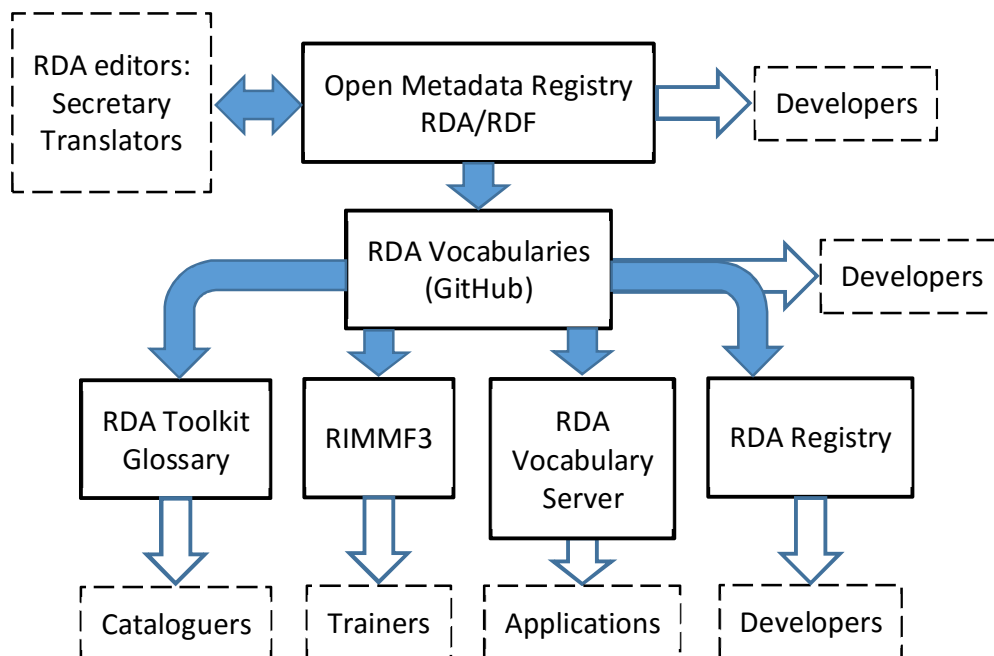 RDA editors:
Secretary
Translators
Open Metadata Registry
RDA/RDF
Developers
RDA Vocabularies
(GitHub)
Developers
RDA Toolkit
Glossary
RIMMF3
RDA
Vocabulary
Server
RDA Registry
Cataloguers
Trainers
Applications
Developers